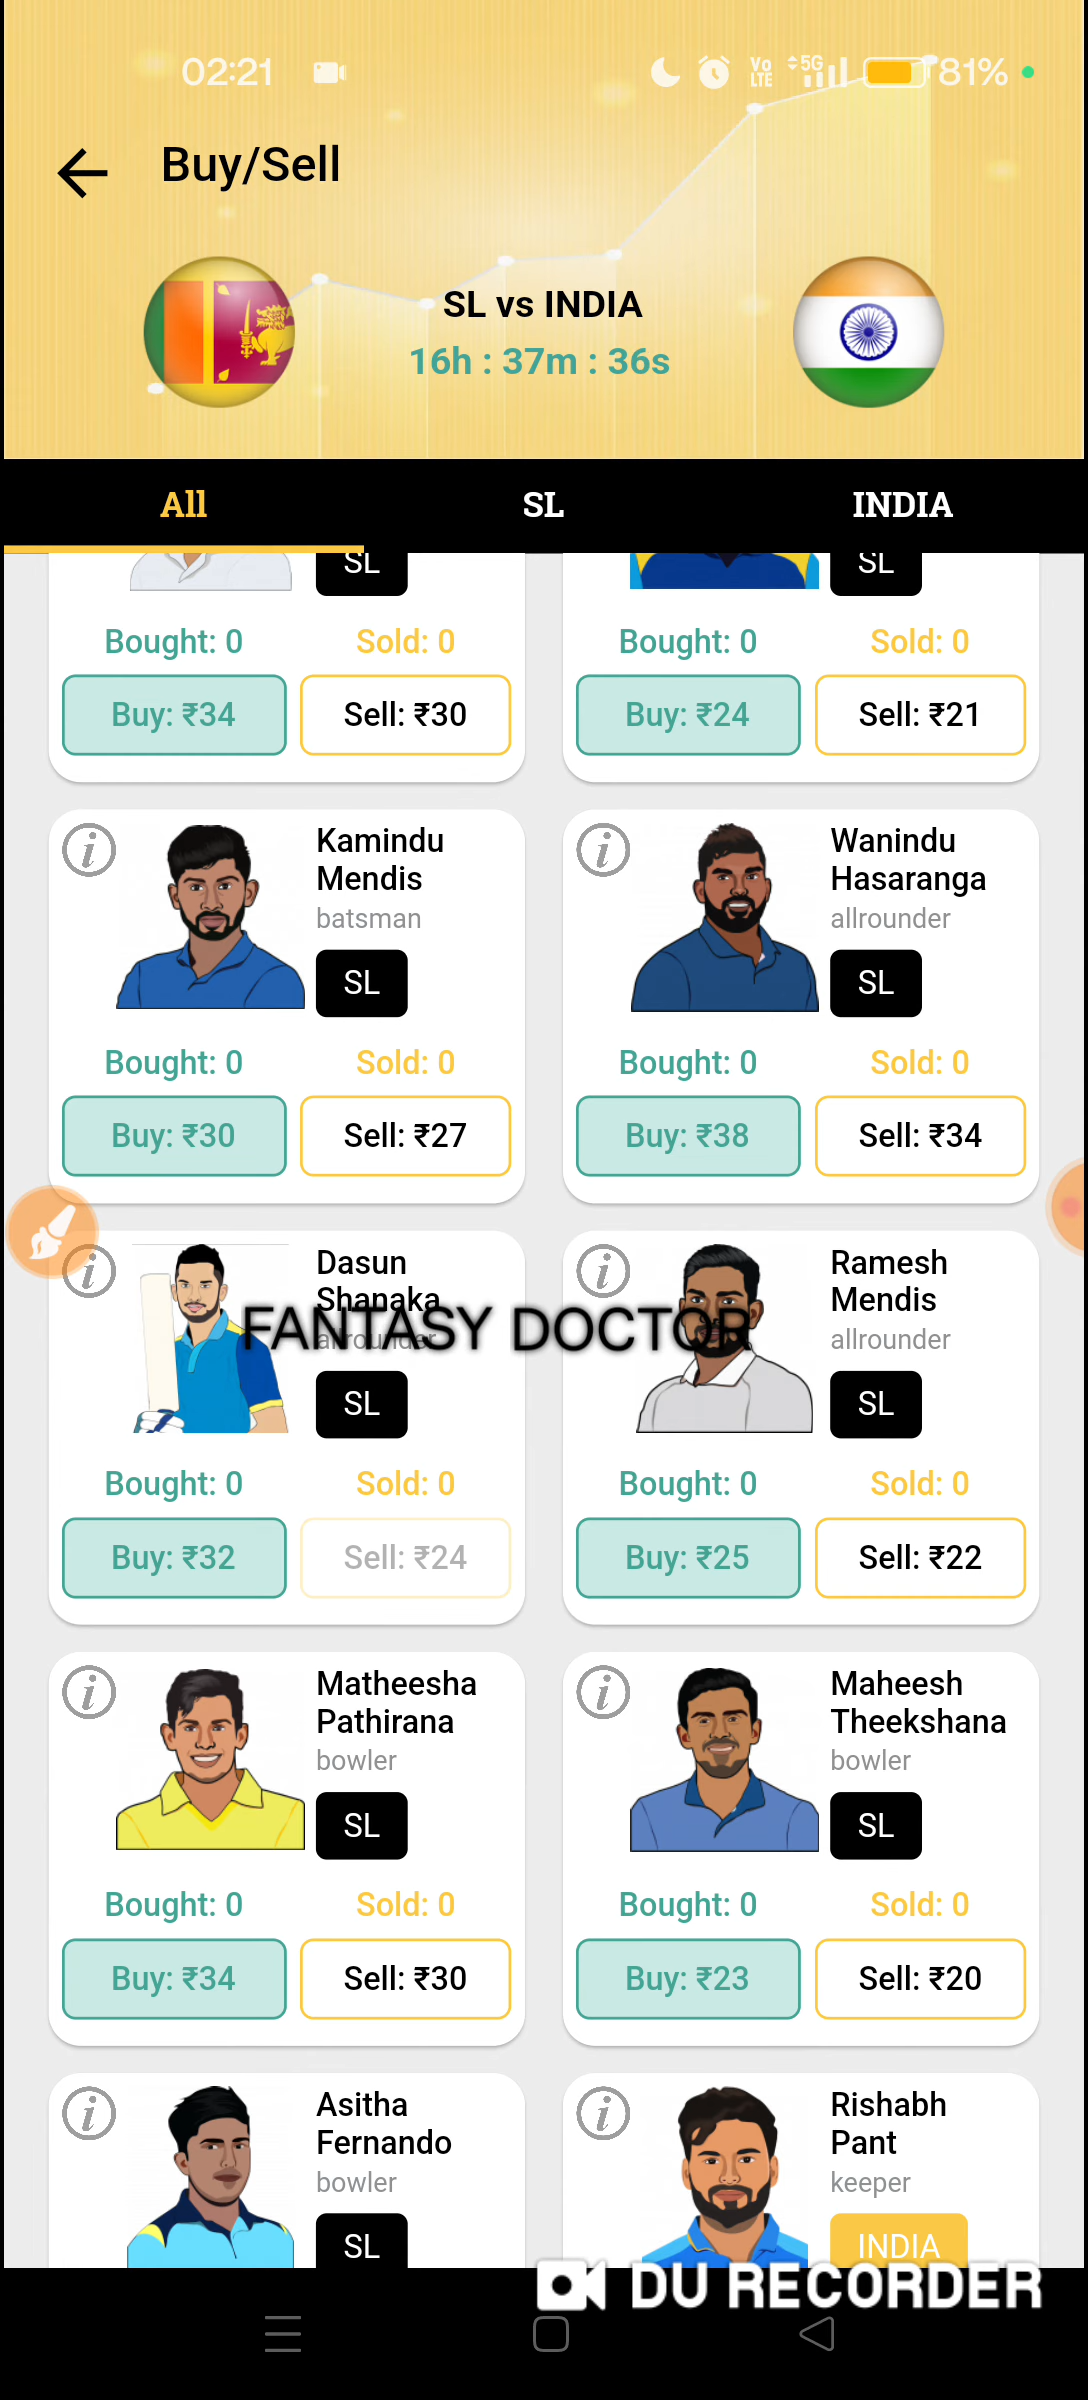 02:21 Vo LTE 5G 81%
Buy/Sell
SL vs INDIA
16h : 37m : 36s
All SL INDIA
SL SL
Bought: 0 Sold: 0 Bought: 0 Sold: 0
Buy: ₹34 Sell: ₹30 Buy: ₹24 Sell: ₹21
i Kamindu Mendis
batsman
SL
i Wanindu Hasaranga
allrounder
SL
Bought: 0 Sold: 0 Bought: 0 Sold: 0
Buy: ₹30 Sell: ₹27 Buy: ₹38 Sell: ₹34
i Dasun
Shanaka
allrounder
SL
i Ramesh
Mendis
allrounder
SL
FANTASY DOCTOR
Bought: 0 Sold: 0 Bought: 0 Sold: 0
Buy: ₹32 Sell: ₹24 Buy: ₹25 Sell: ₹22
i Matheesha
Pathirana
bowler
SL
i Maheesh
Theekshana
bowler
SL
Bought: 0 Sold: 0 Bought: 0 Sold: 0
Buy: ₹34 Sell: ₹30 Buy: ₹23 Sell: ₹20
i Asitha
Fernando
bowler
SL
i Rishabh
Pant
keeper
INDIA
DU RECORDER